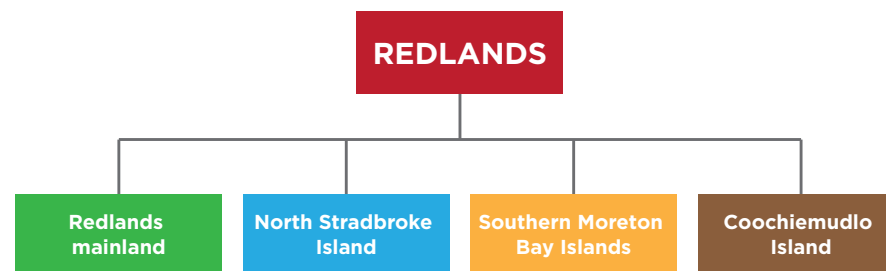 REDLANDS
Redlands
mainland
North Stradbroke
Island
Southern Moreton
Bay Islands
Coochiemudlo
Island